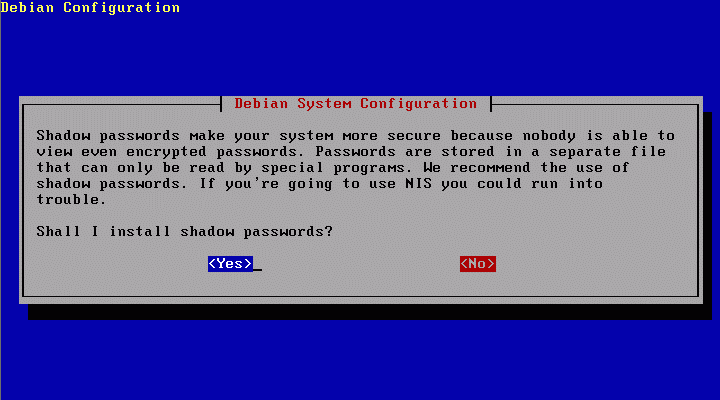 Debian Configuration
Debian System Configuration
Shadow passwords make your system more secure because nobody is able to
view even encrypted passwords. Passwords are stored in a separate file
that can only be read by special programs. We recommend the use of
shadow passwords. If you're going to use NIS you could run into
trouble.
Shall I install shadow passwords?
<Yes> <No>